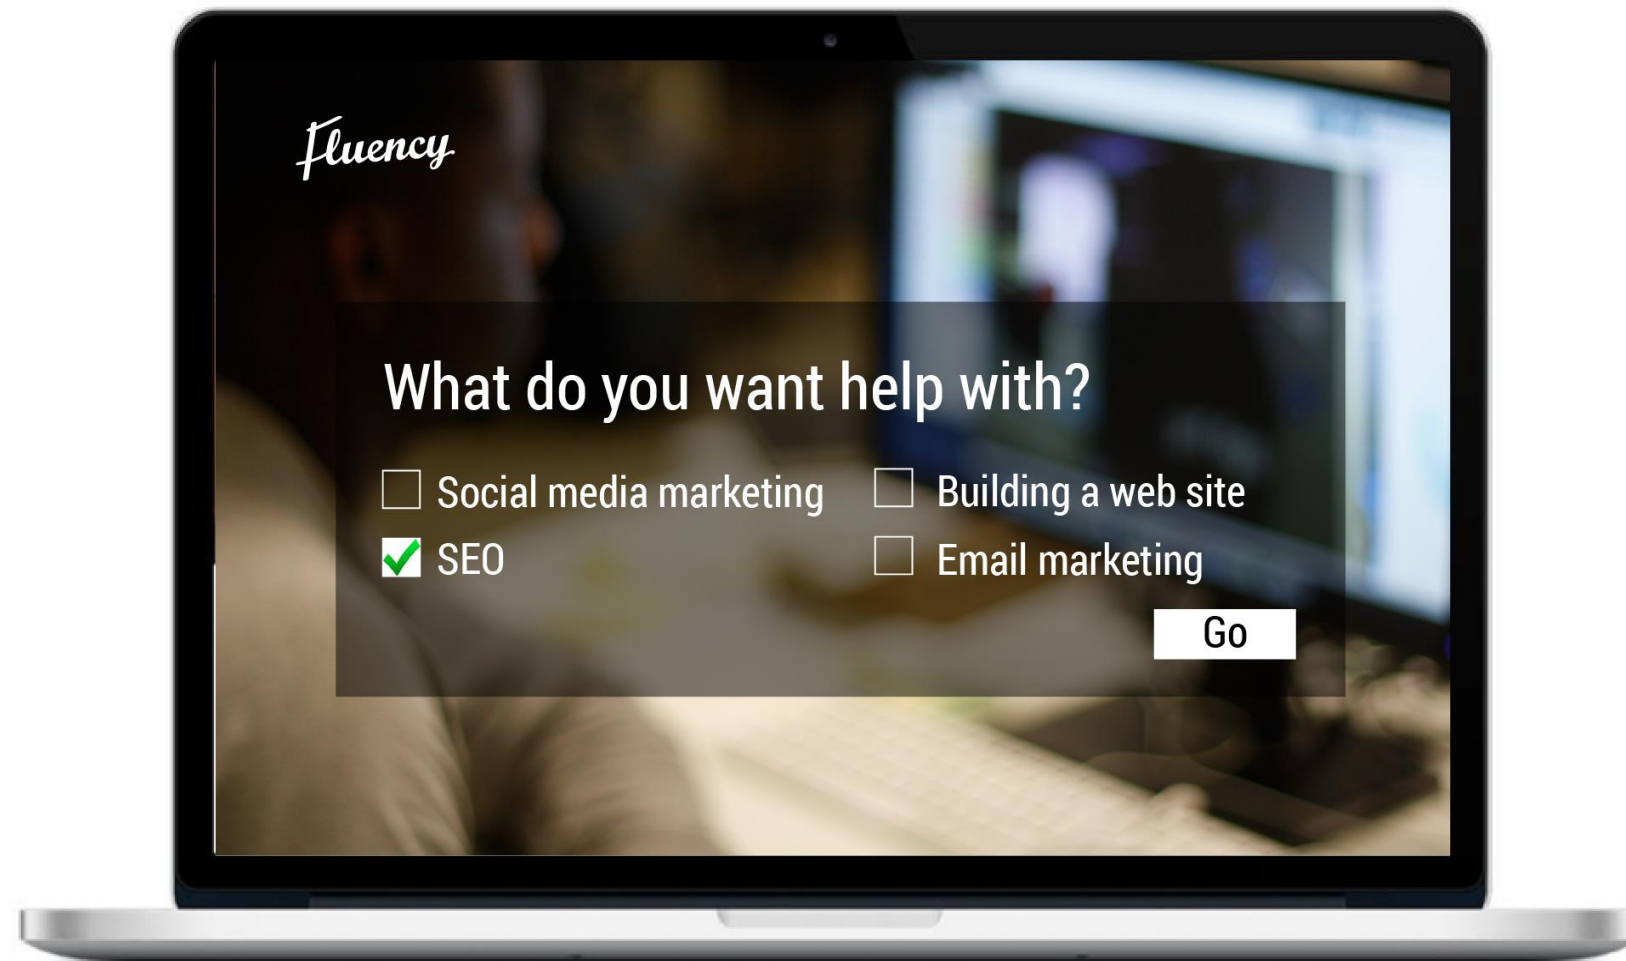 Fluency
What do you want help with?
Social media marketing
Building a web site
SEO
Email marketing
Go